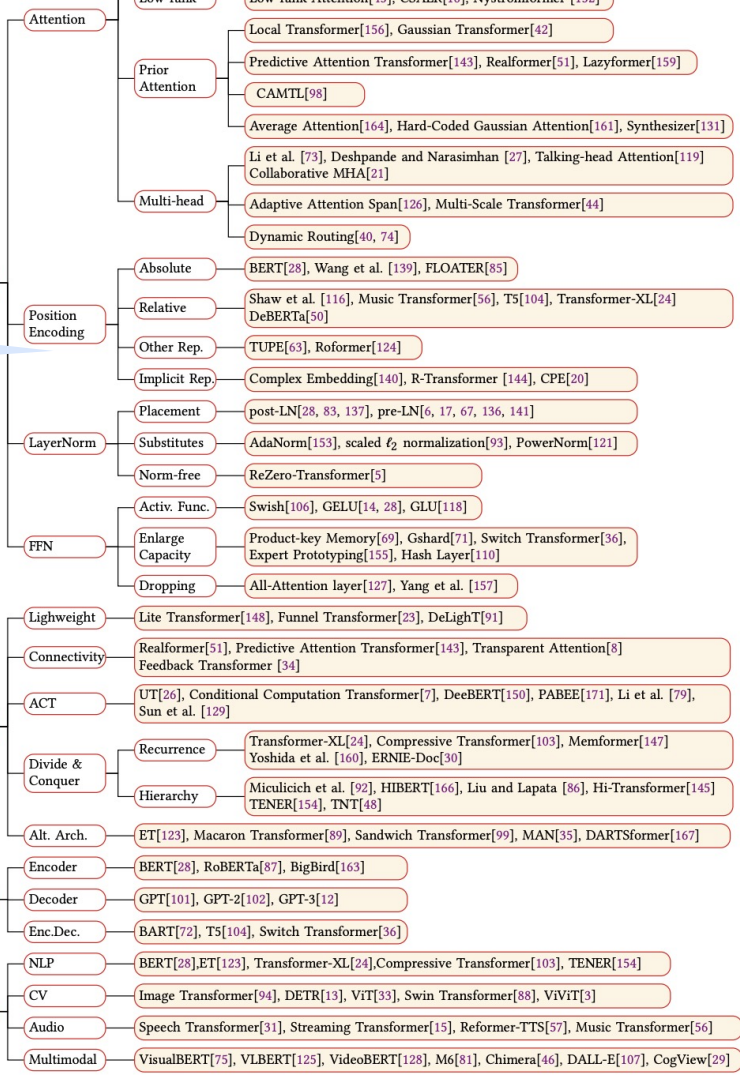 Attention
Prior
Attention
Local Transformer[156], Gaussian Transformer[42]
Predictive Attention Transformer[143], Realformer[51], Lazyformer[159]
CAMTL[98]
Average Attention[164], Hard-Coded Gaussian Attention[161], Synthesizer[131]
Multi-head
Li et al. [73], Deshpande and Narasimhan [27], Talking-head Attention[119]
Collaborative MHA[21]
Adaptive Attention Span[126], Multi-Scale Transformer[44]
Dynamic Routing[40, 74]
Position
Encoding
Absolute
BERT[28], Wang et al. [139], FLOATER[85]
Relative
Shaw et al. [116], Music Transformer[56], T5[104], Transformer-XL[24]
DeBERTa[50]
Other Rep.
TUPE[63], Roformer[124]
Implicit Rep.
Complex Embedding[140], R-Transformer [144], CPE[20]
LayerNorm
Placement
post-LN[28, 83, 137], pre-LN[6, 17, 67, 136, 141]
Substitutes
AdaNorm[153], scaled ℓ2 normalization[93], PowerNorm[121]
Norm-free
ReZero-Transformer[5]
FFN
Activ. Func.
Swish[106], GELU[14, 28], GLU[118]
Enlarge
Capacity
Product-key Memory[69], Gshard[71], Switch Transformer[36],
Expert Prototyping[155], Hash Layer[110]
Dropping
All-Attention layer[127], Yang et al. [157]
Lighweight
Lite Transformer[148], Funnel Transformer[23], DeLighT[91]
Connectivity
Realformer[51], Predictive Attention Transformer[143], Transparent Attention[8]
Feedback Transformer [34]
ACT
UT[26], Conditional Computation Transformer[7], DeeBERT[150], PABEE[171], Li et al. [79],
Sun et al. [129]
Divide &
Conquer
Recurrence
Transformer-XL[24], Compressive Transformer[103], Memformer[147]
Yoshida et al. [160], ERNIE-Doc[30]
Hierarchy
Miculicich et al. [92], HIBERT[166], Liu and Lapata [86], Hi-Transformer[145]
TENER[154], TNT[48]
Alt. Arch.
ET[123], Macaron Transformer[89], Sandwich Transformer[99], MAN[35], DARTSformer[167]
Encoder
BERT[28], RoBERTa[87], BigBird[163]
Decoder
GPT[101], GPT-2[102], GPT-3[12]
Enc.Dec.
BART[72], T5[104], Switch Transformer[36]
NLP
BERT[28],ET[123], Transformer-XL[24],Compressive Transformer[103], TENER[154]
CV
Image Transformer[94], DETR[13], ViT[33], Swin Transformer[88], ViViT[3]
Audio
Speech Transformer[31], Streaming Transformer[15], Reformer-TTS[57], Music Transformer[56]
Multimodal
VisualBERT[75], VLBERT[125], VideoBERT[128], M6[81], Chimera[46], DALL-E[107], CogView[29]